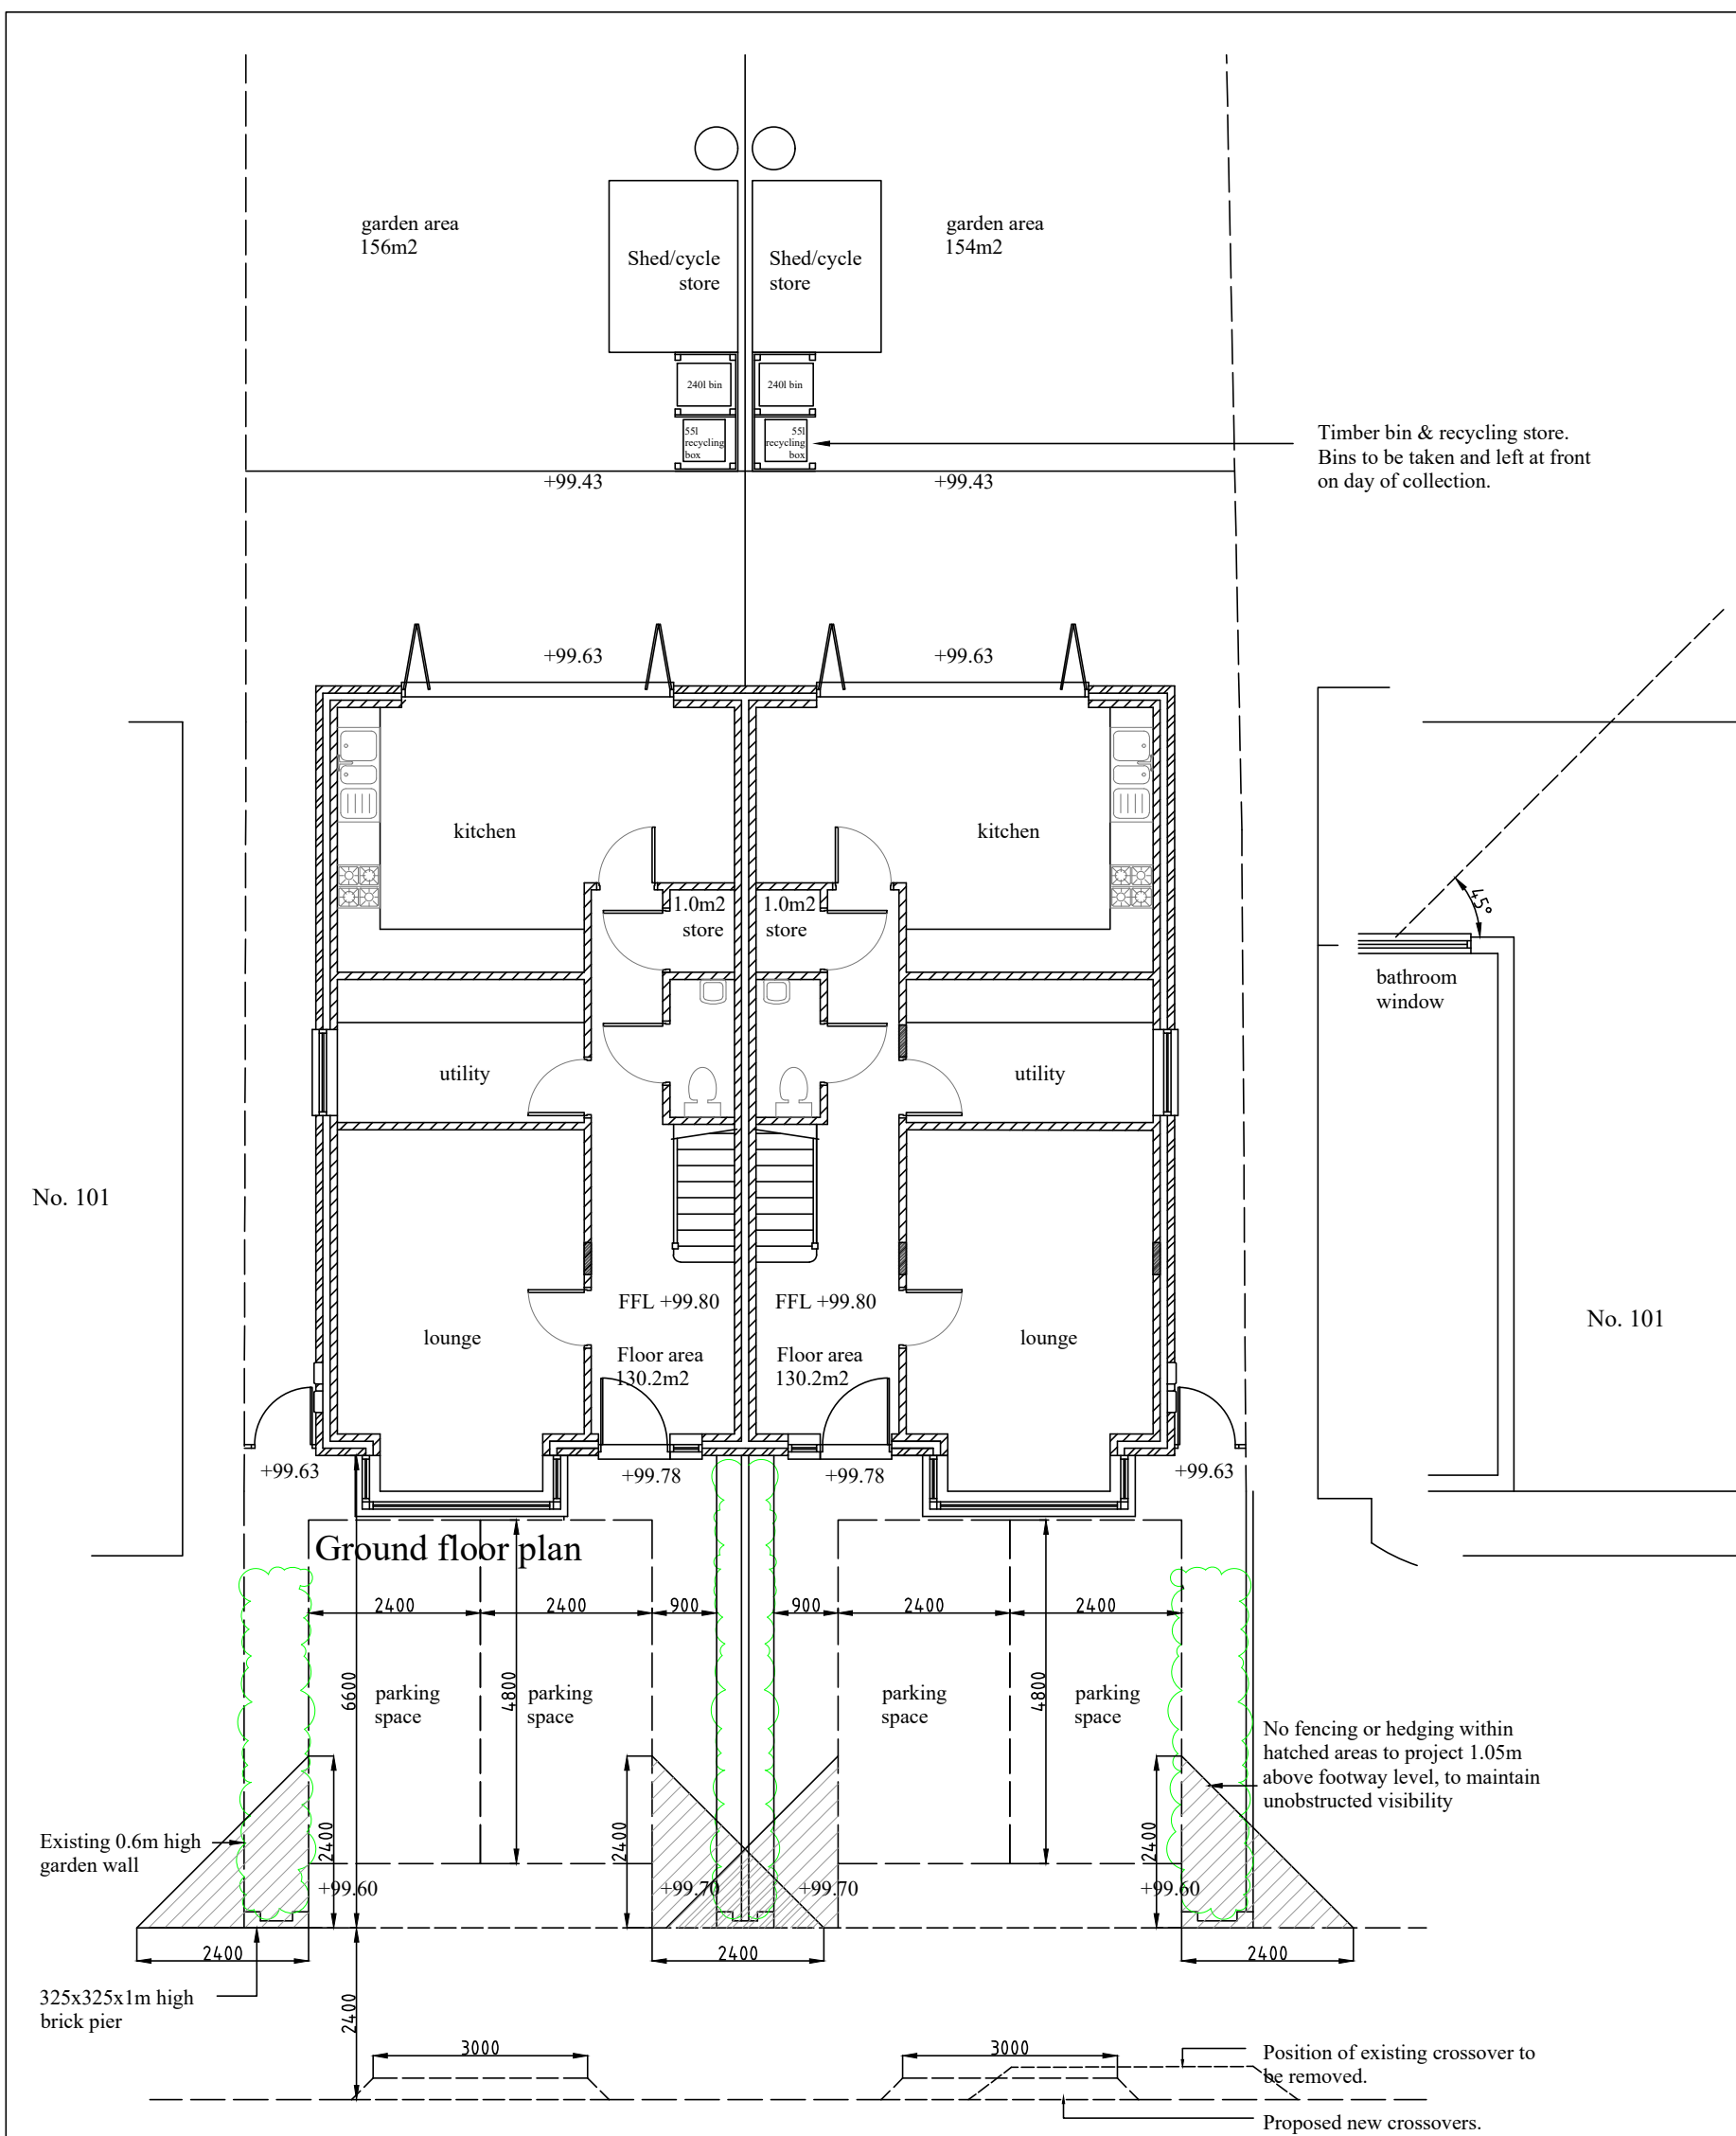 garden area
156m2
garden area
154m2
Shed/cycle
store
Shed/cycle
store
240l bin
240l bin
55l
recycling
box
55l
recycling
box
Timber bin & recycling store.
Bins to be taken and left at front
on day of collection.
+99.43
+99.43
+99.63
+99.63
kitchen
kitchen
1.0m2
store
1.0m2
store
45°
bathroom
window
utility
utility
No. 101
No. 101
FFL +99.80
FFL +99.80
lounge
lounge
Floor area
130.2m2
Floor area
130.2m2
+99.63
+99.78
+99.78
+99.63
Ground floor plan
2400
2400
900
900
2400
2400
6600
4800
4800
parking
space
parking
space
parking
space
parking
space
No fencing or hedging within
hatched areas to project 1.05m
above footway level, to maintain
unobstructed visibility
Existing 0.6m high
garden wall
2400
2400
2400
+99.60
+99.70
+99.70
+99.60
2400
2400
2400
325x325x1m high
brick pier
2400
3000
3000
Position of existing crossover to
be removed.
Proposed new crossovers.